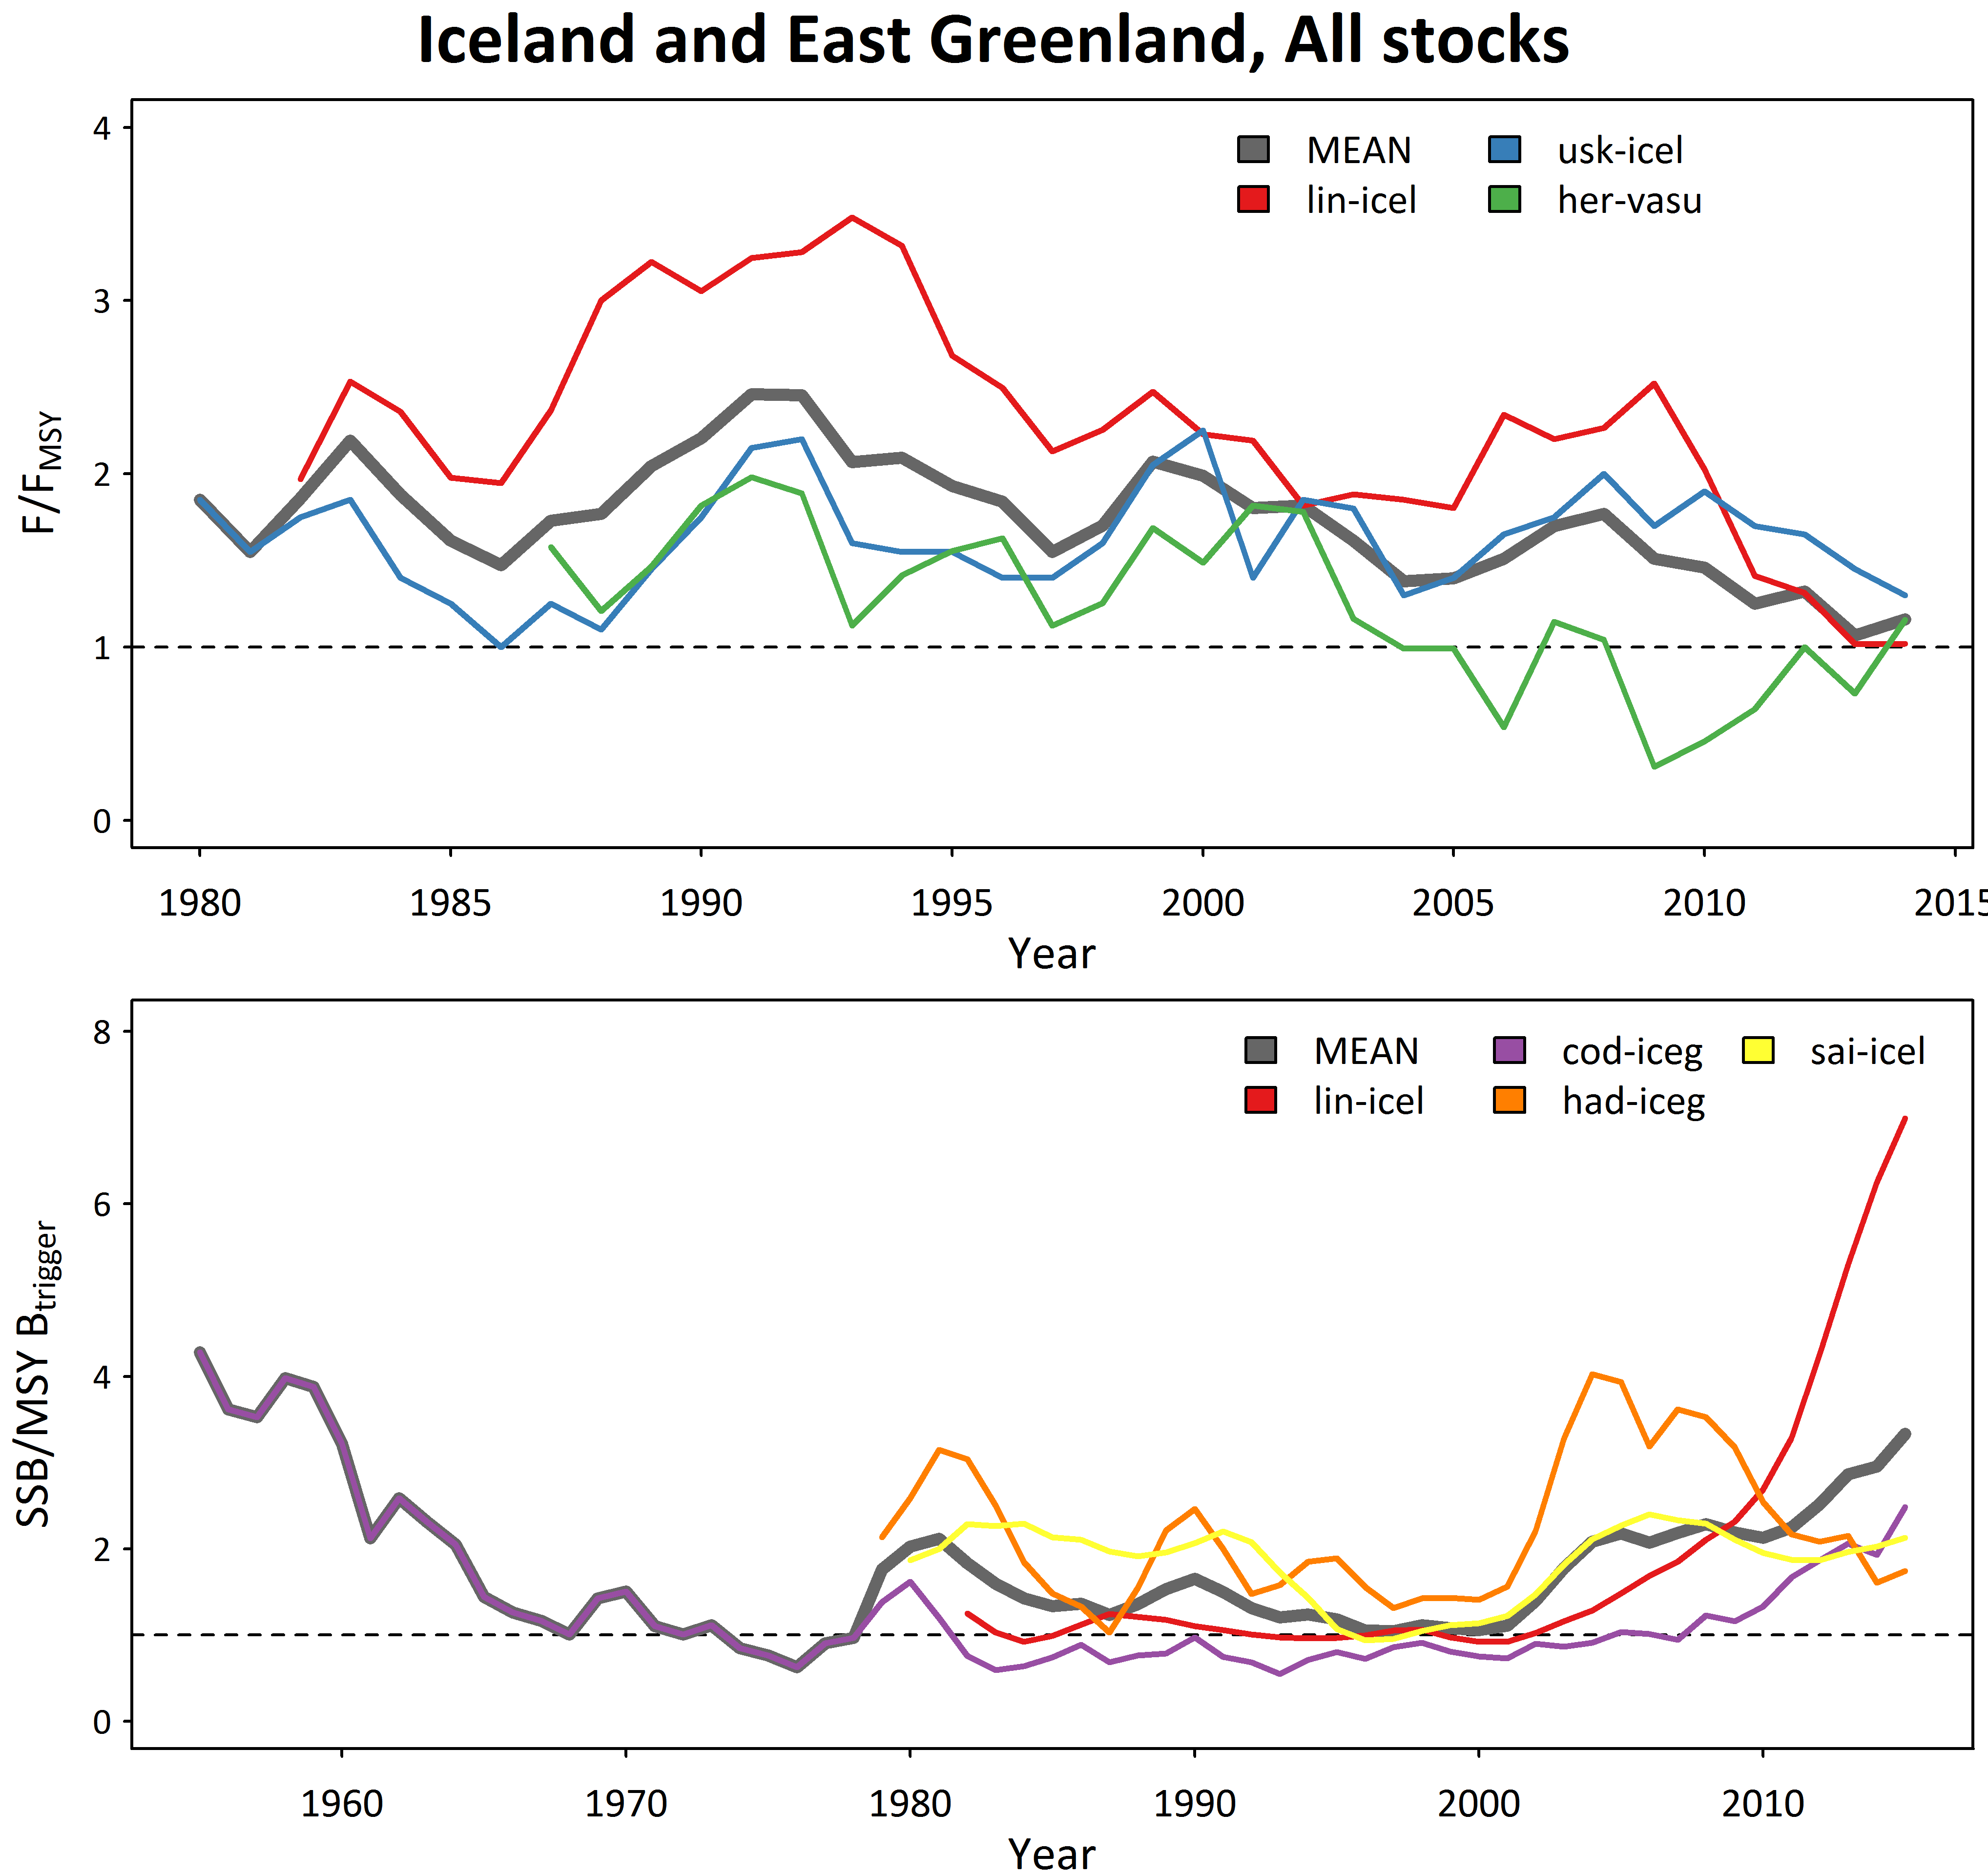 Iceland and East Greenland, All stocks
4
3
2
1
0
F/FMSY
MEAN
lin-icel
usk-icel
her-vasu
1980 1985 1990 1995 2000 2005 2010 2015
Year
8
6
4
2
0
SSB/MSY Btrigger
MEAN
lin-icel
cod-iceg
had-iceg
sai-icel
1960 1970 1980 1990 2000 2010
Year